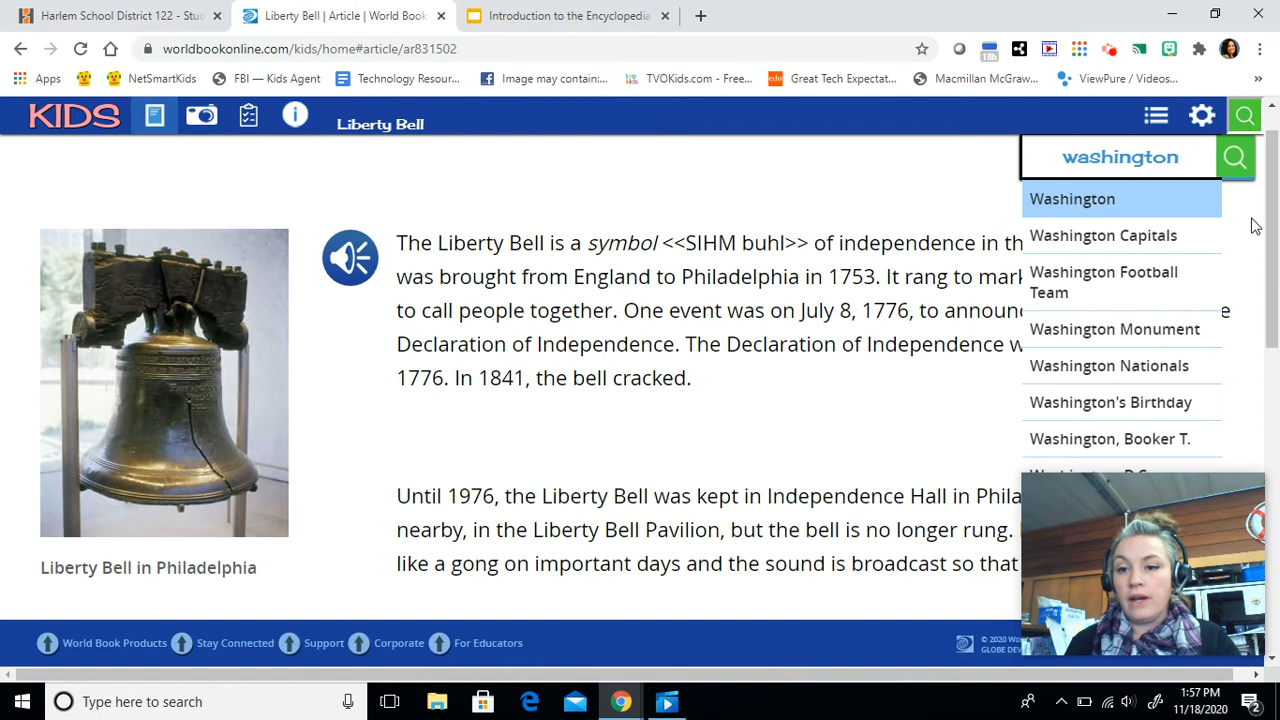 Harlem School District 122 - Stud
Liberty Bell | Article | World Book
Introduction to the Encyclopedia
worldbookonline.com/kids/home#article/ar831502
18h
Apps
NetSmartKids
FBI — Kids Agent
Technology Resour...
Image may contain:...
TVOKids.com - Free...
Great Tech Expectat...
Macmillan McGraw...
ViewPure / Videos...
KIDS
Liberty Bell
washington
Washington
Washington Capitals
Washington Football
Team
Washington Monument
Washington Nationals
Washington's Birthday
Washington, Booker T.
The Liberty Bell is a symbol <<SIHM buhl>> of independence in th
was brought from England to Philadelphia in 1753. It rang to mark
to call people together. One event was on July 8, 1776, to announ e
Declaration of Independence. The Declaration of Independence w
1776. In 1841, the bell cracked.
Until 1976, the Liberty Bell was kept in Independence Hall in Phila
nearby, in the Liberty Bell Pavilion, but the bell is no longer rung.
like a gong on important days and the sound is broadcast so that
Liberty Bell in Philadelphia
World Book Products
Stay Connected
Support
Corporate
For Educators
© 2020 Wor
GLOBE DEV
Type here to search
1:57 PM
11/18/2020
2